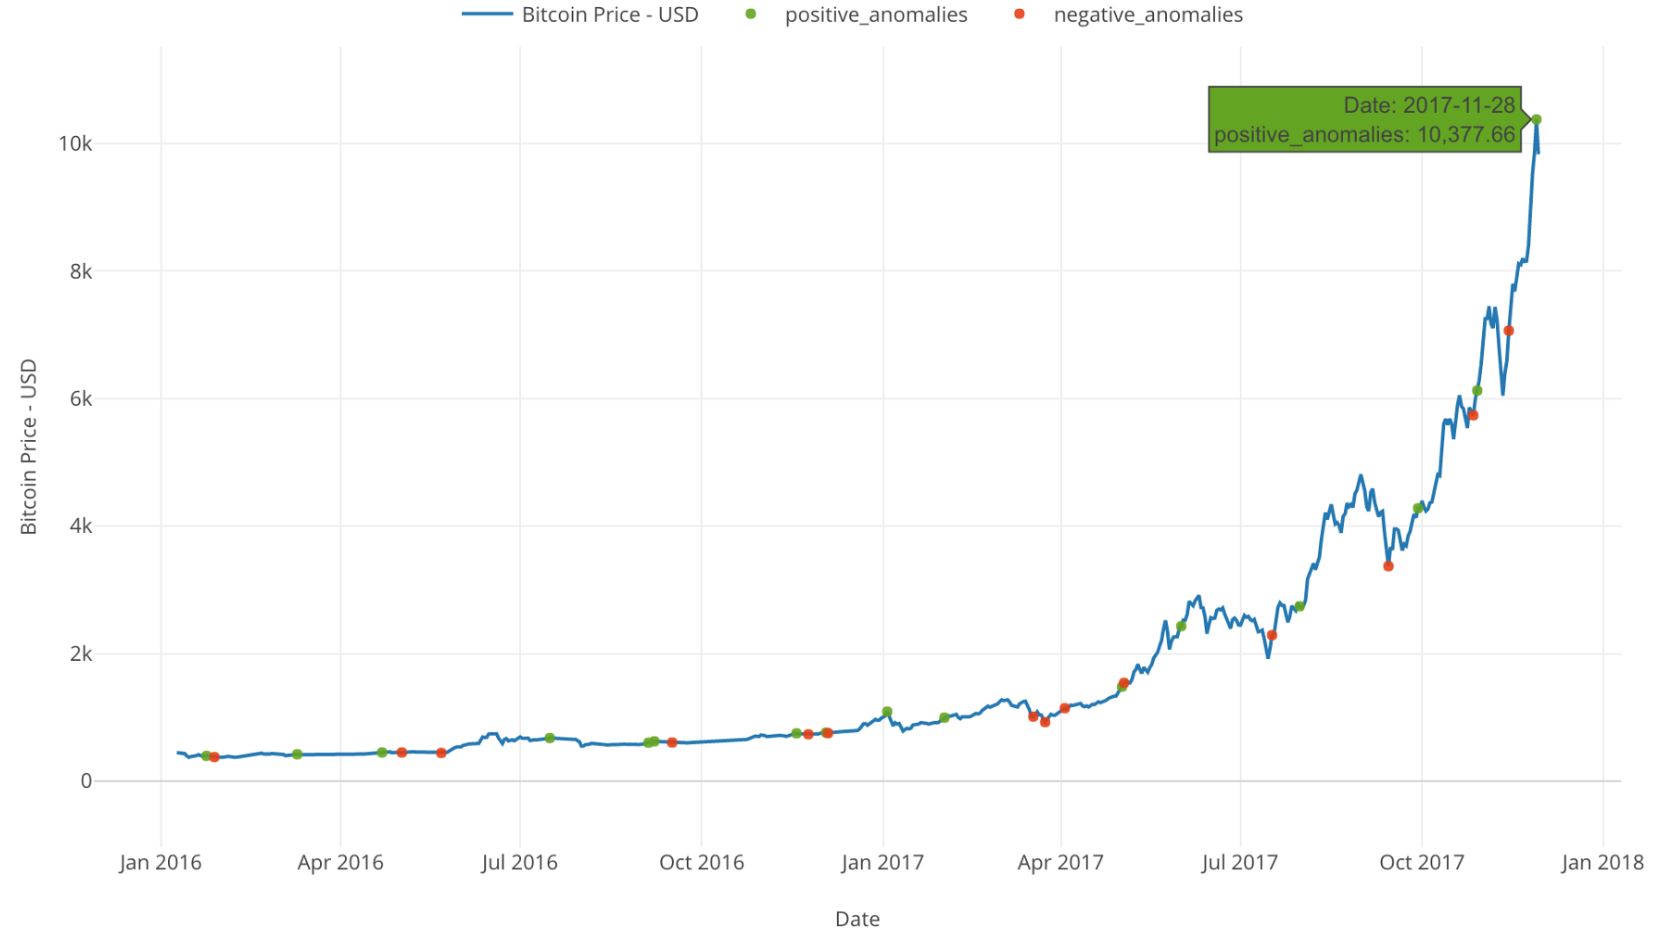 Bitcoin Price - USD
positive_anomalies
negative_anomalies
Date: 2017-11-28
positive_anomalies: 10,377.66
10k
8k
6k
4k
2k
0
Bitcoin Price - USD
Jan 2016
Apr 2016
Jul 2016
Oct 2016
Jan 2017
Apr 2017
Jul 2017
Oct 2017
Jan 2018
Date